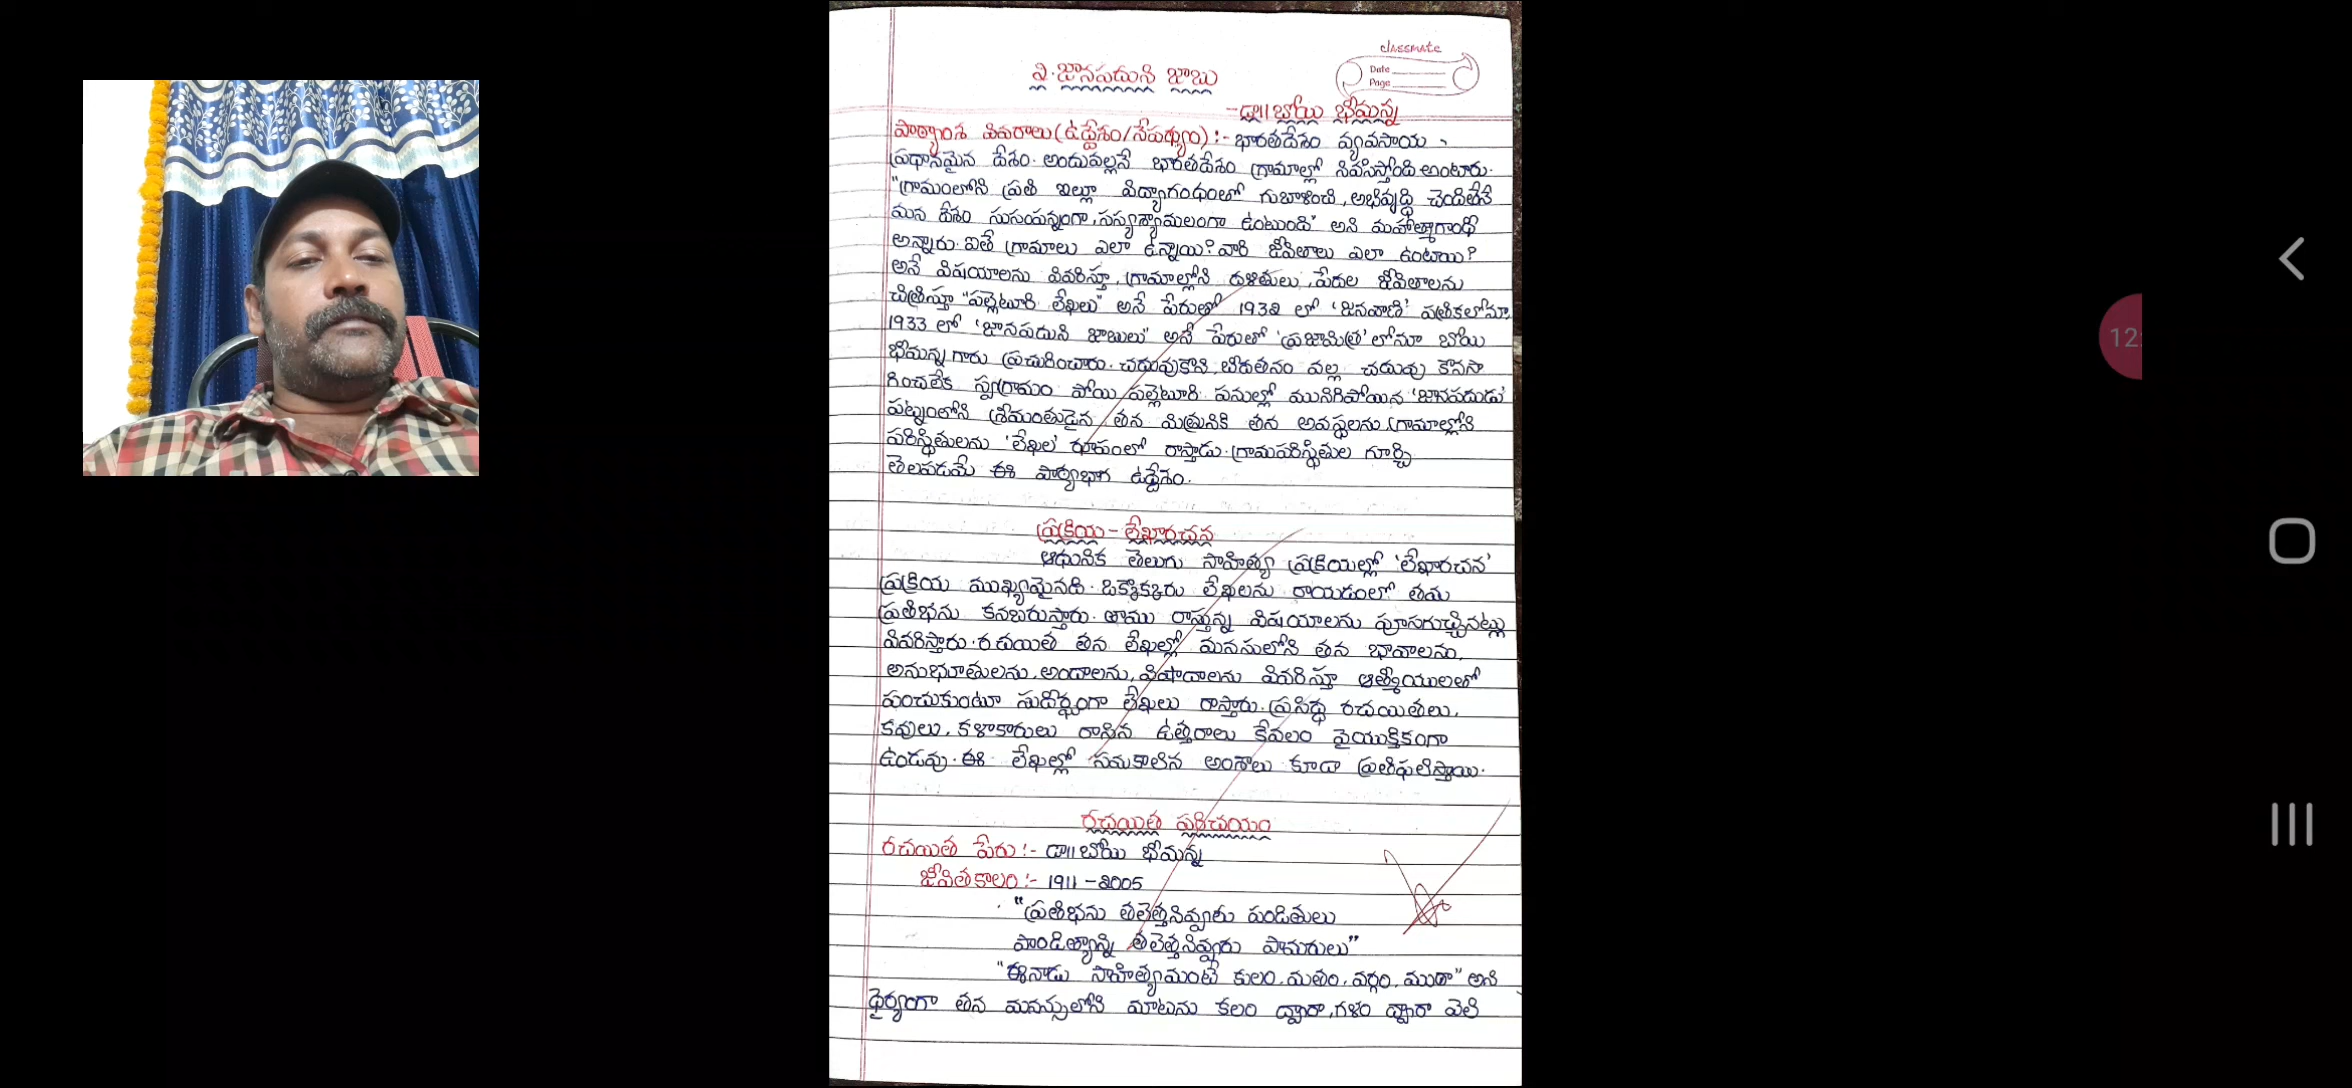 classmate
Date
Page
వి. జానపదుని జాబు
-డా॥బోయి భీమన్న
పాఠ్యాంశ వివరాలు(ఉద్దేశం/నేపథ్యం) :- భారతదేశం వ్యవసాయ
ప్రధానమైన దేశం. అందువల్లనే భారతదేశం గ్రామాల్లో నివసిస్తోంది అంటారు.
"గ్రామంలోని ప్రతి ఇల్లూ విద్యాగంధంతో గుబాళించి, అభివృద్ధి చెందితేనే
మన దేశం సుసంపన్నంగా, సస్యశ్యామలంగా ఉంటుంది" అని మహాత్మాగాంధీ
అన్నారు. ఐతే గ్రామాలు ఎలా ఉన్నాయి? వారి జీవితాలు ఎలా ఉంటాయి?
అనే విషయాలను వివరిస్తూ, గ్రామాల్లోని దళితులు, పేదల జీవితాలను
చిత్రిస్తూ "పల్లెటూరి లేఖలు" అనే పేరుతో 1932 లో 'జనవాణి' పత్రికలోనూ,
1933 లో 'జానపదుని జాబులు' అనే పేరుతో 'ప్రజామిత్ర' లోనూ బోయి
భీమన్న గారు ప్రచురించారు. చదువుకొని, బీదతనం వల్ల చదువు కొనసా
గించలేక స్వగ్రామం పోయి పల్లెటూరి పనుల్లో మునిగిపోయిన 'జానపదుడు'
పట్నంలోని శ్రీమంతుడైన తన మిత్రునికి తన అవస్థలను, గ్రామాల్లోని
పరిస్థితులను 'లేఖల' రూపంలో రాస్తాడు. గ్రామపరిస్థితుల గూర్చి
తెలపడమే ఈ పాఠ్యభాగ ఉద్దేశం.
ప్రక్రియ - లేఖారచన
ఆధునిక తెలుగు సాహిత్య ప్రక్రియల్లో 'లేఖారచన'
ప్రక్రియ ముఖ్యమైనది. ఒక్కొక్కరు లేఖలను రాయడంలో తమ
ప్రతిభను కనబరుస్తారు. తాము రాస్తున్న విషయాలను పూసగుచ్చినట్లు
వివరిస్తారు. రచయిత తన లేఖల్లో మనసులోని తన భావాలను,
అనుభూతులను, అందాలను, విషాదాలను వివరిస్తూ ఆత్మీయులతో
పంచుకుంటూ సుదీర్ఘంగా లేఖలు రాస్తారు. ప్రసిద్ధ రచయితలు,
కవులు, కళాకారులు రాసిన ఉత్తరాలు కేవలం వైయుక్తికంగా
ఉండవు. ఈ లేఖల్లో సమకాలీన అంశాలు కూడా ప్రతిఫలిస్తాయి.
రచయిత పరిచయం
రచయిత పేరు :- డా॥బోయి భీమన్న
జీవితకాలం :- 1911 - 2005
"ప్రతిభను తలెత్తనివ్వరు పండితులు
పాండిత్యాన్ని తలెత్తనివ్వరు పామరులు"
"ఈనాడు సాహిత్యమంటే కులం, మతం, వర్గం, ముఠా" అని
ధైర్యంగా తన మనస్సులోని మాటను కలం ద్వారా, గళం ద్వారా వెలి
12: